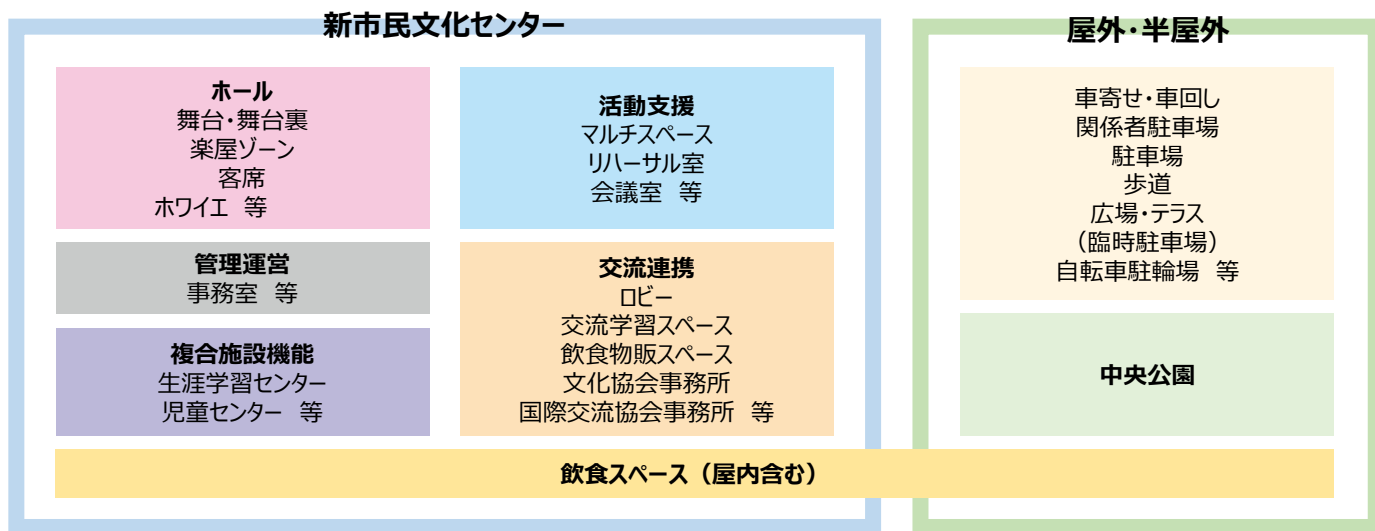 新市民文化センター
ホール
舞台・舞台裏
楽屋ゾーン
客席
ホワイエ 等
活動支援
マルチスペース
リハーサル室
会議室 等
管理運営
事務室 等
交流連携
ロビー
交流学習スペース
飲食物販スペース
文化協会事務所
国際交流協会事務所 等
複合施設機能
生涯学習センター
児童センター 等
屋外・半屋外
車寄せ・車回し
関係者駐車場
駐車場
歩道
広場・テラス
（臨時駐車場）
自転車駐輪場 等
中央公園
飲食スペース（屋内含む）